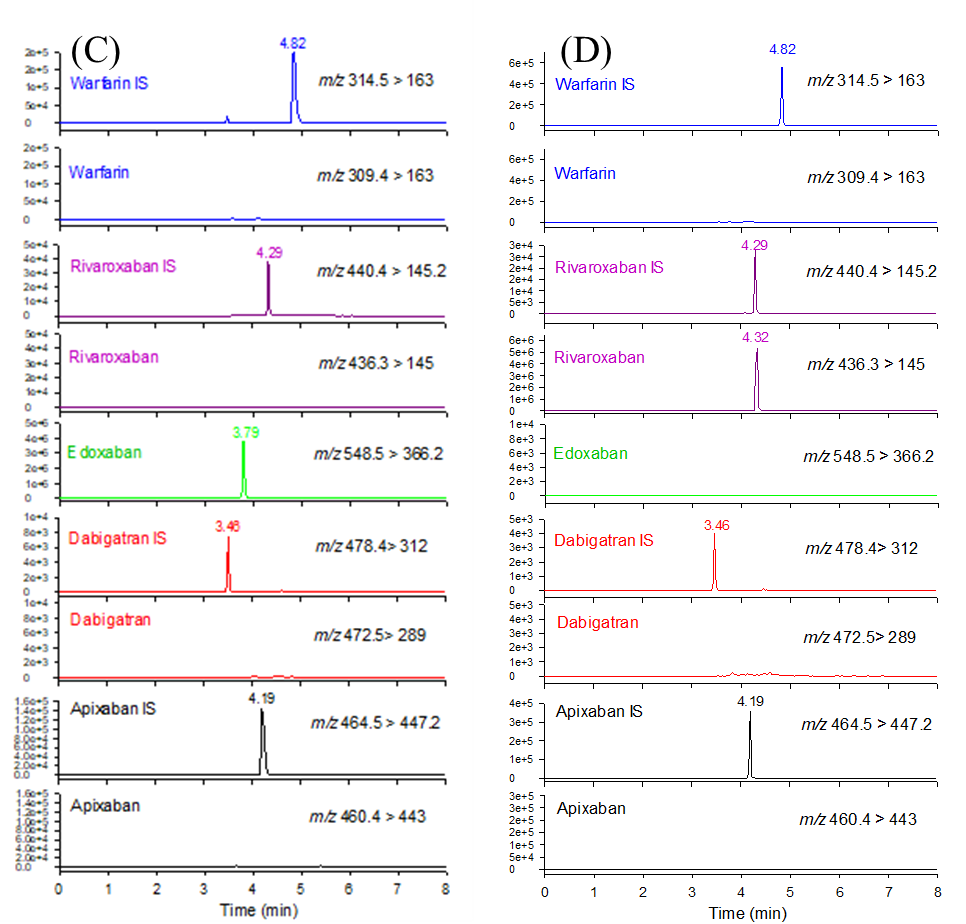 (C)
4.82
2e+5
2e+5
1e+5
5e+4
0
Warfarin IS
m/z 314.5 > 163
2e+5
2e+5
1e+5
5e+4
0
Warfarin
m/z 309.4 > 163
4.29
5e+4
4e+4
3e+4
2e+4
1e+4
0
Rivaroxaban IS
m/z 440.4 > 145.2
5e+4
4e+4
3e+4
2e+4
1e+4
0
Rivaroxaban
m/z 436.3 > 145
3.79
5e+6
4e+6
3e+6
2e+6
1e+6
0
Edoxaban
m/z 548.5 > 366.2
3.46
1e+4
8e+3
6e+3
4e+3
2e+3
0
Dabigatran IS
m/z 478.4> 312
1e+4
8e+3
6e+3
4e+3
2e+3
0
Dabigatran
m/z 472.5> 289
4.19
1.6e+5
1.4e+5
1.2e+5
1.0e+5
8.0e+4
6.0e+4
4.0e+4
2.0e+4
0.0
Apixaban IS
m/z 464.5 > 447.2
1.6e+5
1.4e+5
1.2e+5
1.0e+5
8.0e+4
6.0e+4
4.0e+4
2.0e+4
0.0
Apixaban
m/z 460.4 > 443
0 1 2 3 4 5 6 7 8
Time (min)
(D)
4.82
6e+5
4e+5
2e+5
0
Warfarin IS
m/z 314.5 > 163
6e+5
4e+5
2e+5
0
Warfarin
m/z 309.4 > 163
4.29
3e+4
3e+4
2e+4
2e+4
1e+4
5e+3
0
Rivaroxaban IS
m/z 440.4 > 145.2
4.32
6e+6
5e+6
4e+6
3e+6
2e+6
1e+6
0
Rivaroxaban
m/z 436.3 > 145
1e+4
8e+3
6e+3
4e+3
2e+3
0
Edoxaban
m/z 548.5 > 366.2
3.46
5e+3
4e+3
3e+3
2e+3
1e+3
0
Dabigatran IS
m/z 478.4> 312
5e+3
4e+3
3e+3
2e+3
1e+3
0
Dabigatran
m/z 472.5> 289
4.19
4e+5
3e+5
2e+5
1e+5
0
Apixaban IS
m/z 464.5 > 447.2
3e+5
3e+5
2e+5
2e+5
1e+5
5e+4
0
Apixaban
m/z 460.4 > 443
0 1 2 3 4 5 6 7 8
Time (min)